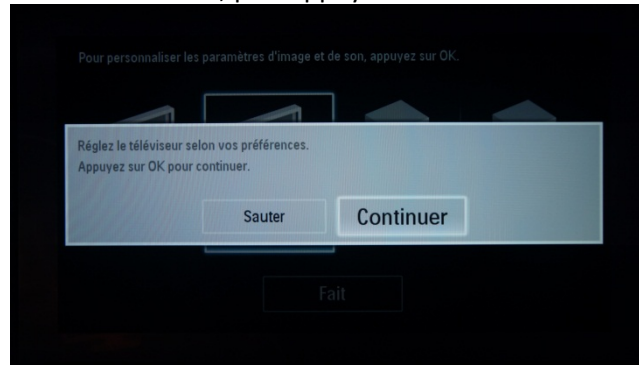 Pour personnaliser les paramètres d'image et de son, appuyez sur OK.
Réglez le téléviseur selon vos préférences.
Appuyez sur OK pour continuer.
Sauter
Continuer
Fait